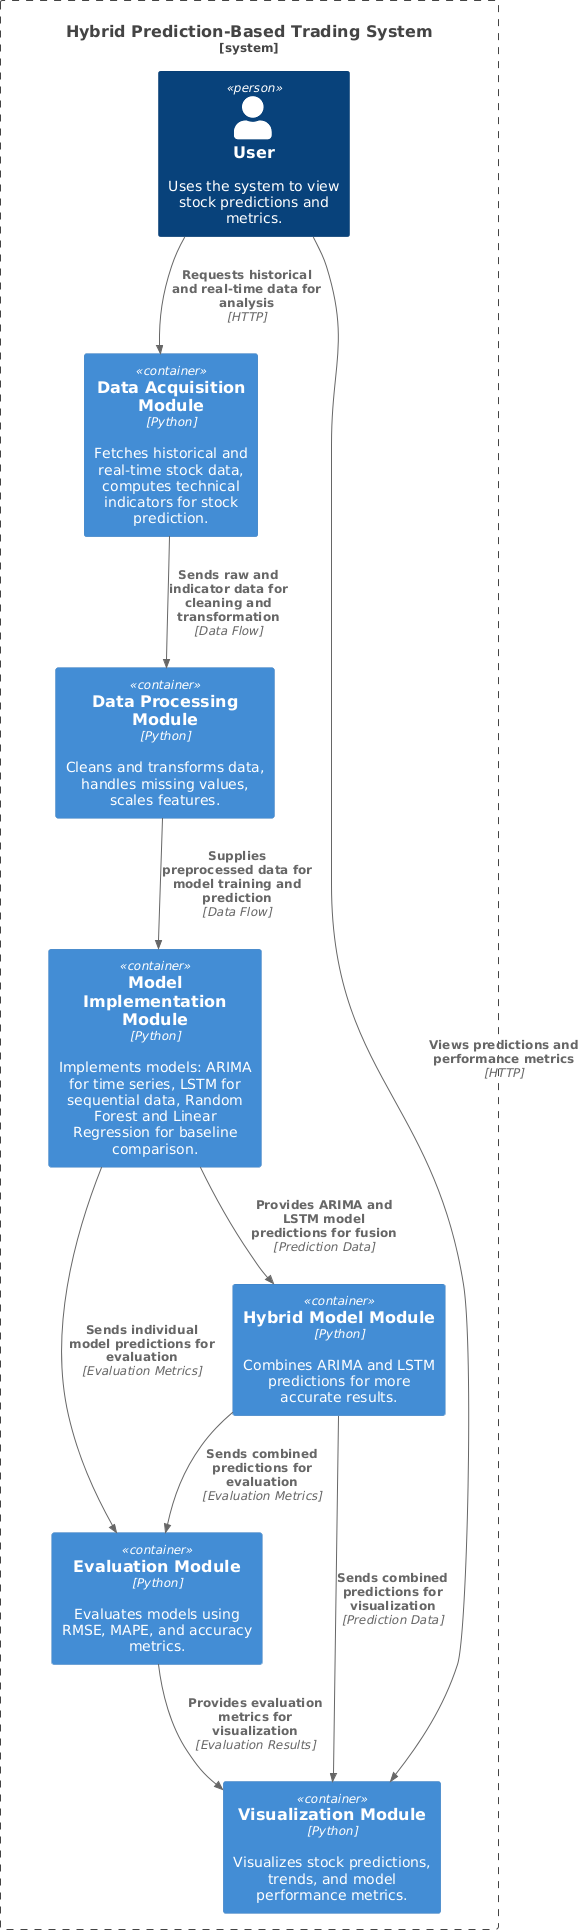 Hybrid Prediction-Based Trading System
[system]
«person»
User
Uses the system to view
stock predictions and
metrics.
Requests historical
and real-time data for
analysis
[HTTP]
«container»
Data Acquisition
Module
[Python]
Fetches historical and
real-time stock data,
computes technical
indicators for stock
prediction.
Sends raw and
indicator data for
cleaning and
transformation
[Data Flow]
«container»
Data Processing
Module
[Python]
Cleans and transforms data,
handles missing values,
scales features.
Supplies
preprocessed data for
model training and
prediction
[Data Flow]
«container»
Model
Implementation
Module
[Python]
Implements models: ARIMA
for time series, LSTM for
sequential data, Random
Forest and Linear
Regression for baseline
comparison.
Views predictions and
performance metrics
[HTTP]
Provides ARIMA and
LSTM model
predictions for fusion
[Prediction Data]
«container»
Hybrid Model Module
[Python]
Combines ARIMA and LSTM
predictions for more
accurate results.
Sends individual
model predictions for
evaluation
[Evaluation Metrics]
Sends combined
predictions for
evaluation
[Evaluation Metrics]
«container»
Evaluation Module
[Python]
Evaluates models using
RMSE, MAPE, and accuracy
metrics.
Sends combined
predictions for
visualization
[Prediction Data]
Provides evaluation
metrics for
visualization
[Evaluation Results]
«container»
Visualization Module
[Python]
Visualizes stock predictions,
trends, and model
performance metrics.